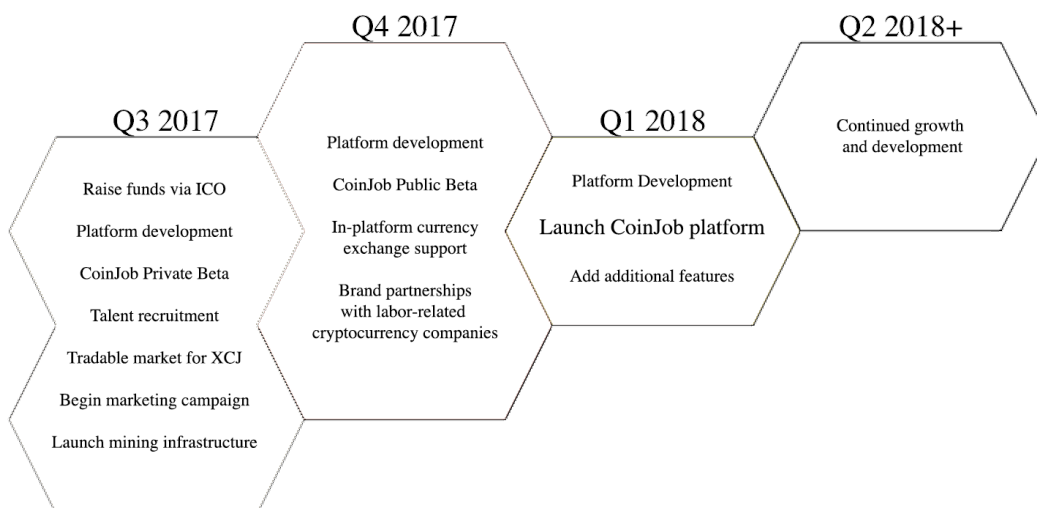 Q3 2017
Raise funds via ICO
Platform development
CoinJob Private Beta
Talent recruitment
Tradable market for XCJ
Begin marketing campaign
Launch mining infrastructure
Q4 2017
Platform development
CoinJob Public Beta
In-platform currency
exchange support
Brand partnerships
with labor-related
cryptocurrency companies
Q1 2018
Platform Development
Launch CoinJob platform
Add additional features
Q2 2018+
Continued growth
and development